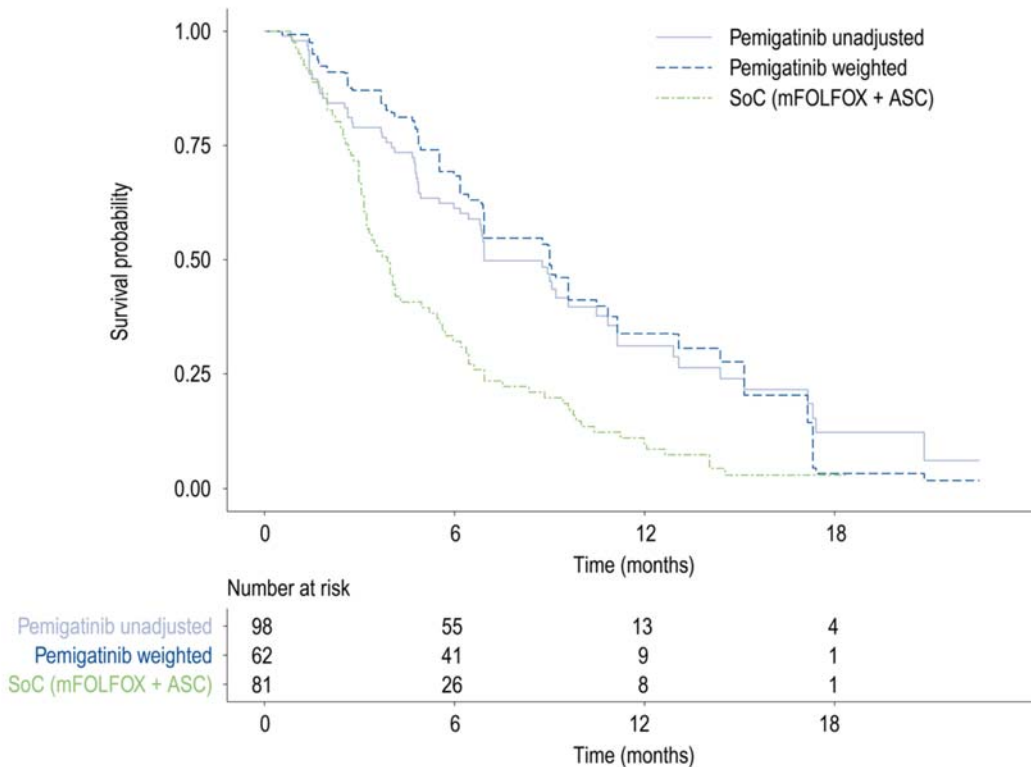 1.00
0.75
0.50
0.25
0.00
Survival probability
Pemigatinib unadjusted
Pemigatinib weighted
SoC (mFOLFOX + ASC)
0 6 12 18
Time (months)
Number at risk
Pemigatinib unadjusted 98 55 13 4
Pemigatinib weighted 62 41 9 1
SoC (mFOLFOX + ASC) 81 26 8 1
0 6 12 18
Time (months)